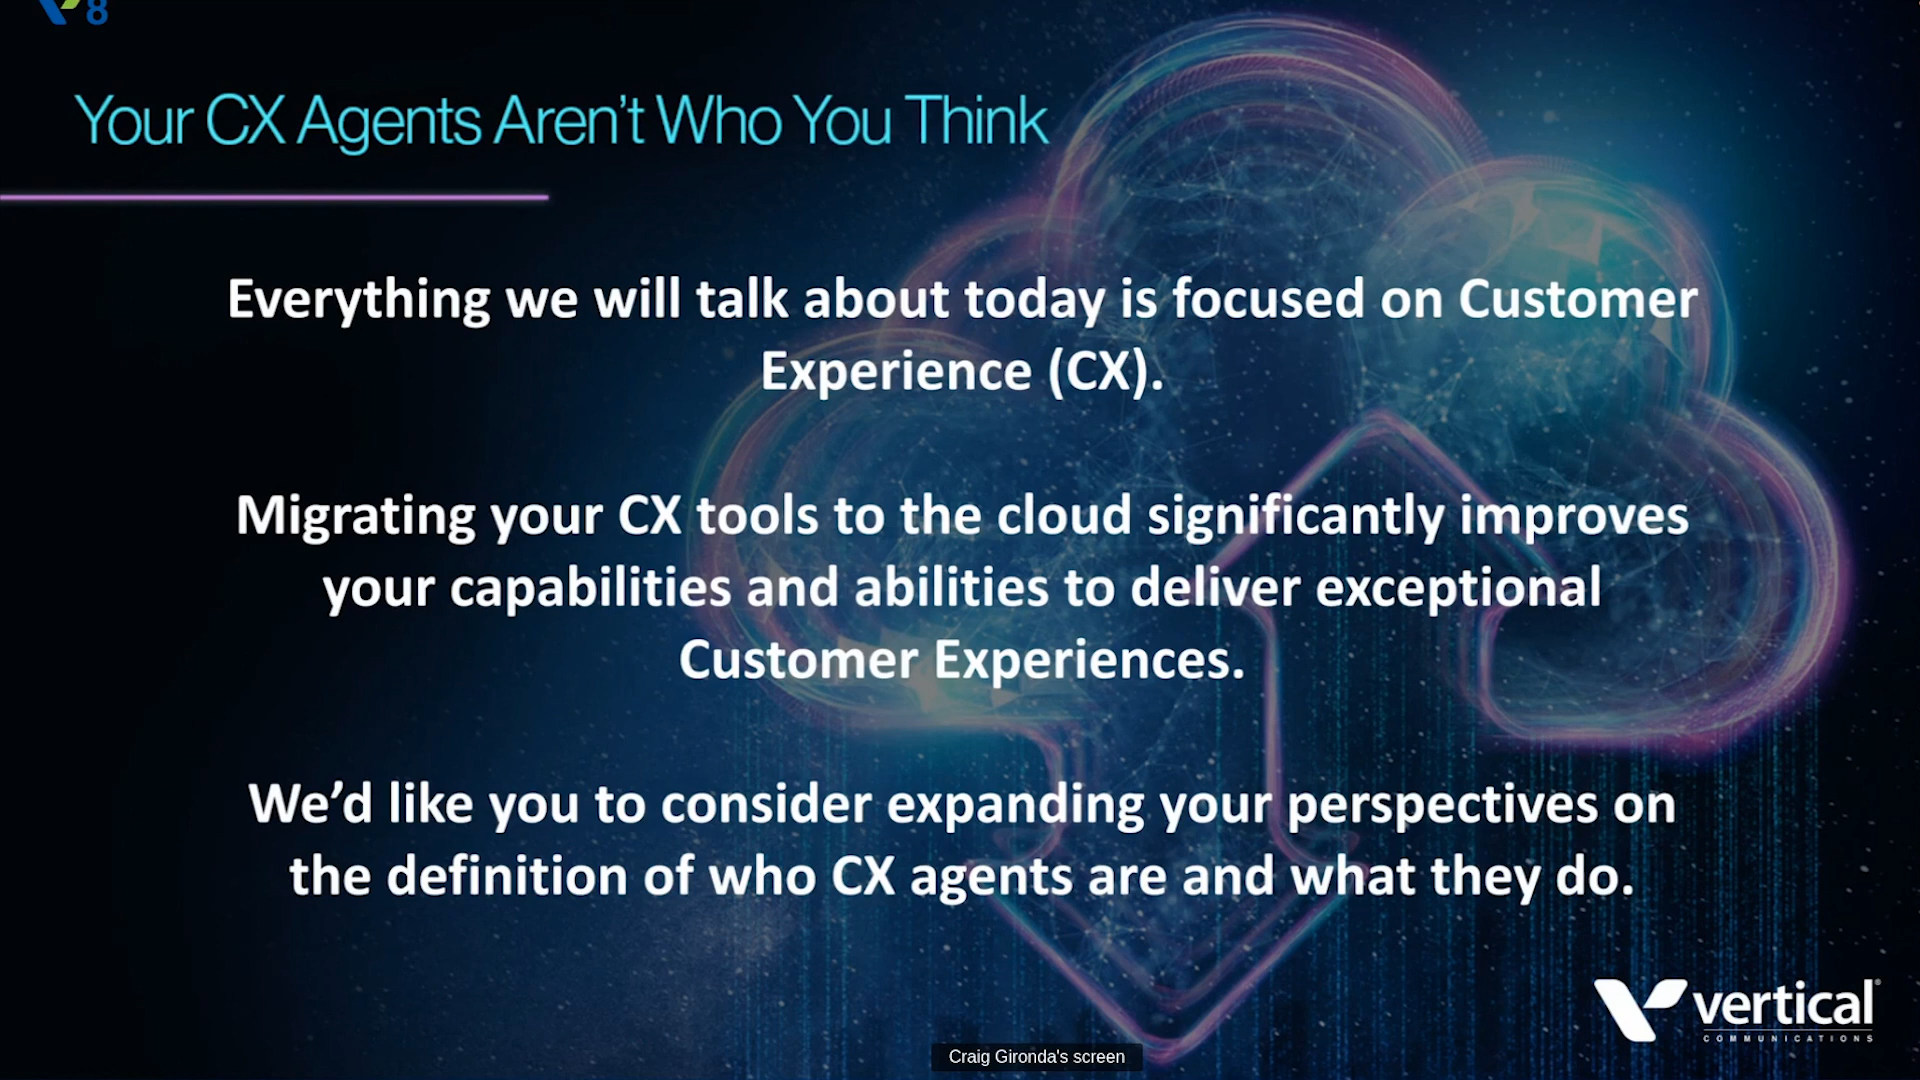 8
Your CX Agents Aren’t Who You Think
Everything we will talk about today is focused on Customer
Experience (CX).
Migrating your CX tools to the cloud significantly improves
your capabilities and abilities to deliver exceptional
Customer Experiences.
We’d like you to consider expanding your perspectives on
the definition of who CX agents are and what they do.
vertical®
COMMUNICATIONS
Craig Gironda's screen